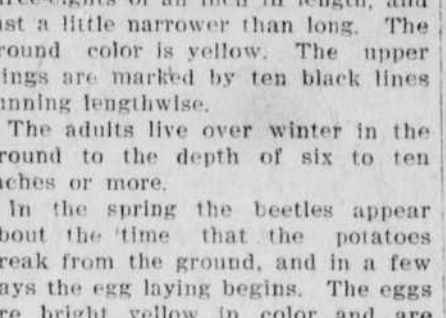 three-eights of an inch in length, and
ust a little narrower than long. The
round color is yellow. The upper
ings are marked by ten black lines
unning lengthwise.
The adults live over winter in the
round to the depth of six to ten
nches or more.
In the spring the beetles appear
bout the time that the potatoes
reak from the ground, and in a few
ays the egg laying begins. The eggs
re bright yellow in color and are